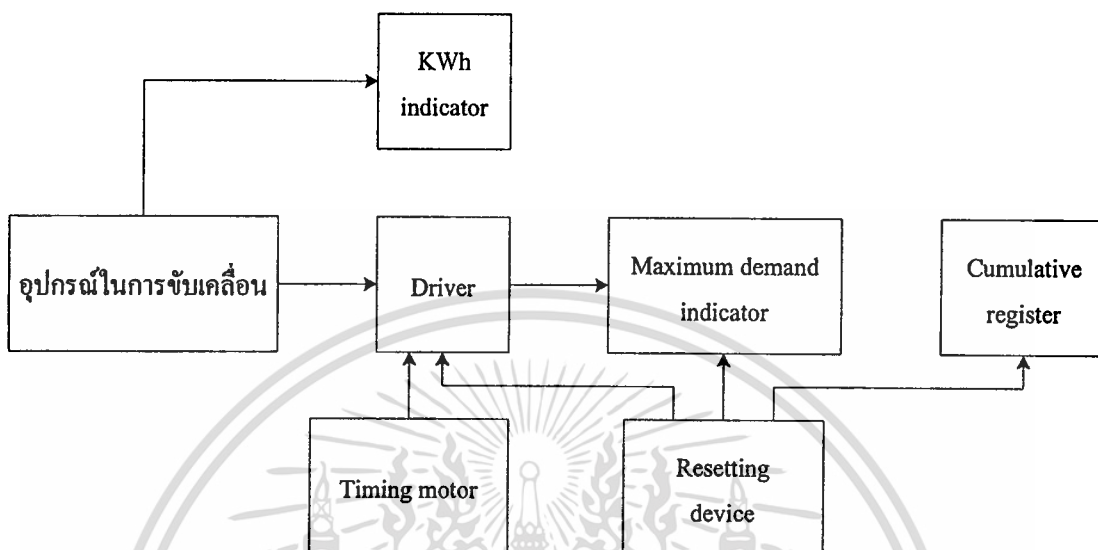 KWh
indicator
อุปกรณ์ในการขับเคลื่อน
Driver
Maximum demand
indicator
Cumulative
register
Timing motor
Resetting
device